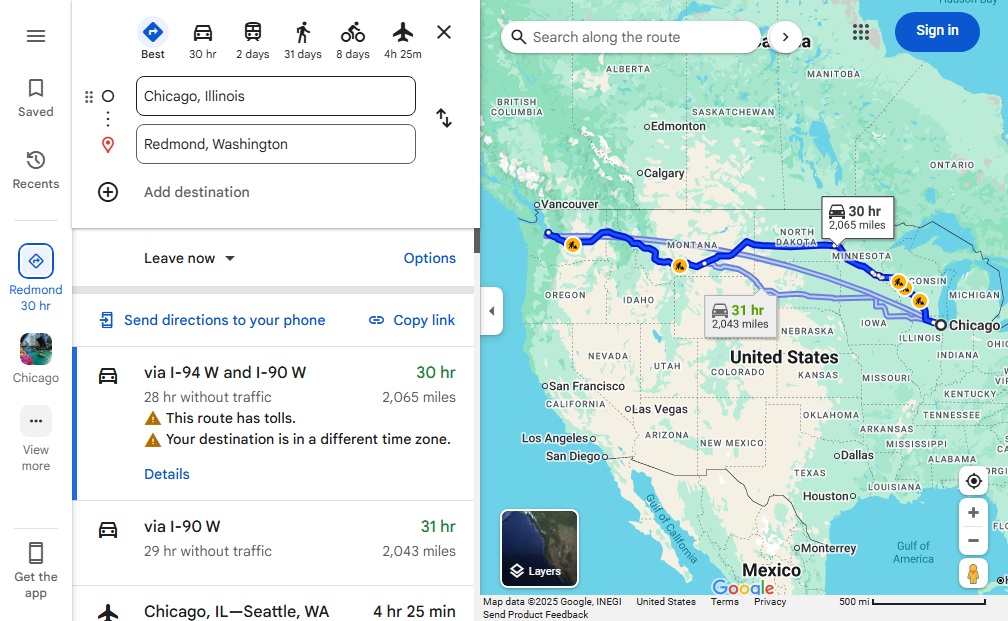 Saved
Recents
Redmond
30 hr
Chicago
View
more
Get the
app
Best
30 hr
2 days
31 days
8 days
4h 25m
Chicago, Illinois
Redmond, Washington
Add destination
Leave now
Options
Send directions to your phone
Copy link
via I-94 W and I-90 W
30 hr
28 hr without traffic
2,065 miles
This route has tolls.
Your destination is in a different time zone.
Details
via I-90 W
31 hr
29 hr without traffic
2,043 miles
Chicago, IL—Seattle, WA
4 hr 25 min
Search along the route
Sign in
Hudson Bay
ALBERTA
MANITOBA
BRITISH
COLUMBIA
SASKATCHEWAN
Edmonton
ONTARIO
Calgary
Vancouver
30 hr
2,065 miles
NORTH
DAKOTA
MONTANA
MINNESOTA
MICHIGAN
OREGON
IDAHO
31 hr
2,043 miles
IOWA
Chicago
NEBRASKA
ILLINOIS
United States
NEVADA
UTAH
COLORADO
KANSAS
MISSOURI
INDIANA
KENTUCKY
San Francisco
CALIFORNIA
Las Vegas
OKLAHOMA
TENNESSEE
ARKANSAS
Los Angeles
ARIZONA
NEW MEXICO
MISSISSIPPI
San Diego
Dallas
ALABAMA
TEXAS
LOUISIANA
Houston
Gulf of California
Monterrey
Gulf of
America
Mexico
Layers
Google
Map data ©2025 Google, INEGI
United States
Terms
Privacy
500 mi
Send Product Feedback